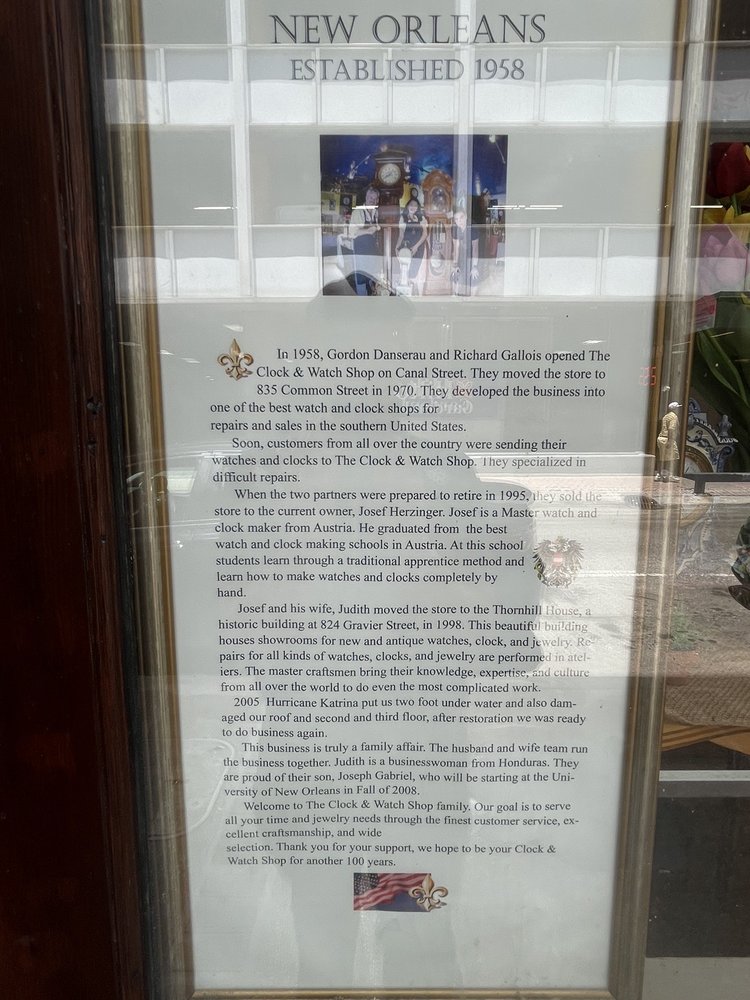 NEW ORLEANS
ESTABLISHED 1958
In 1958, Gordon Danserau and Richard Gallois opened The
Clock & Watch Shop on Canal Street. They moved the store to
835 Common Street in 1970. They developed the business into
one of the best watch and clock shops for
repairs and sales in the southern United States.
Soon, customers from all over the country were sending their
watches and clocks to The Clock & Watch Shop. They specialized in
difficult repairs.
When the two partners were prepared to retire in 1995, they sold the
store to the current owner, Josef Herzinger. Josef is a Master watch and
clock maker from Austria. He graduated from the best
watch and clock making schools in Austria. At this school
students learn through a traditional apprentice method and
learn how to make watches and clocks completely by
hand.
Josef and his wife, Judith moved the store to the Thornhill House, a
historic building at 824 Gravier Street, in 1998. This beautiful building
houses showrooms for new and antique watches, clock, and jewelry. Re-
pairs for all kinds of watches, clocks, and jewelry are performed in atel-
iers. The master craftsmen bring their knowledge, expertise, and culture
from all over the world to do even the most complicated work.
2005 Hurricane Katrina put us two foot under water and also dam-
aged our roof and second and third floor, after restoration we was ready
to do business again.
This business is truly a family affair. The husband and wife team run
the business together. Judith is a businesswoman from Honduras. They
are proud of their son, Joseph Gabriel, who will be starting at the Uni-
versity of New Orleans in Fall of 2008.
Welcome to The Clock & Watch Shop family. Our goal is to serve
all your time and jewelry needs through the finest customer service, ex-
cellent craftsmanship, and wide
selection. Thank you for your support, we hope to be your Clock &
Watch Shop for another 100 years.